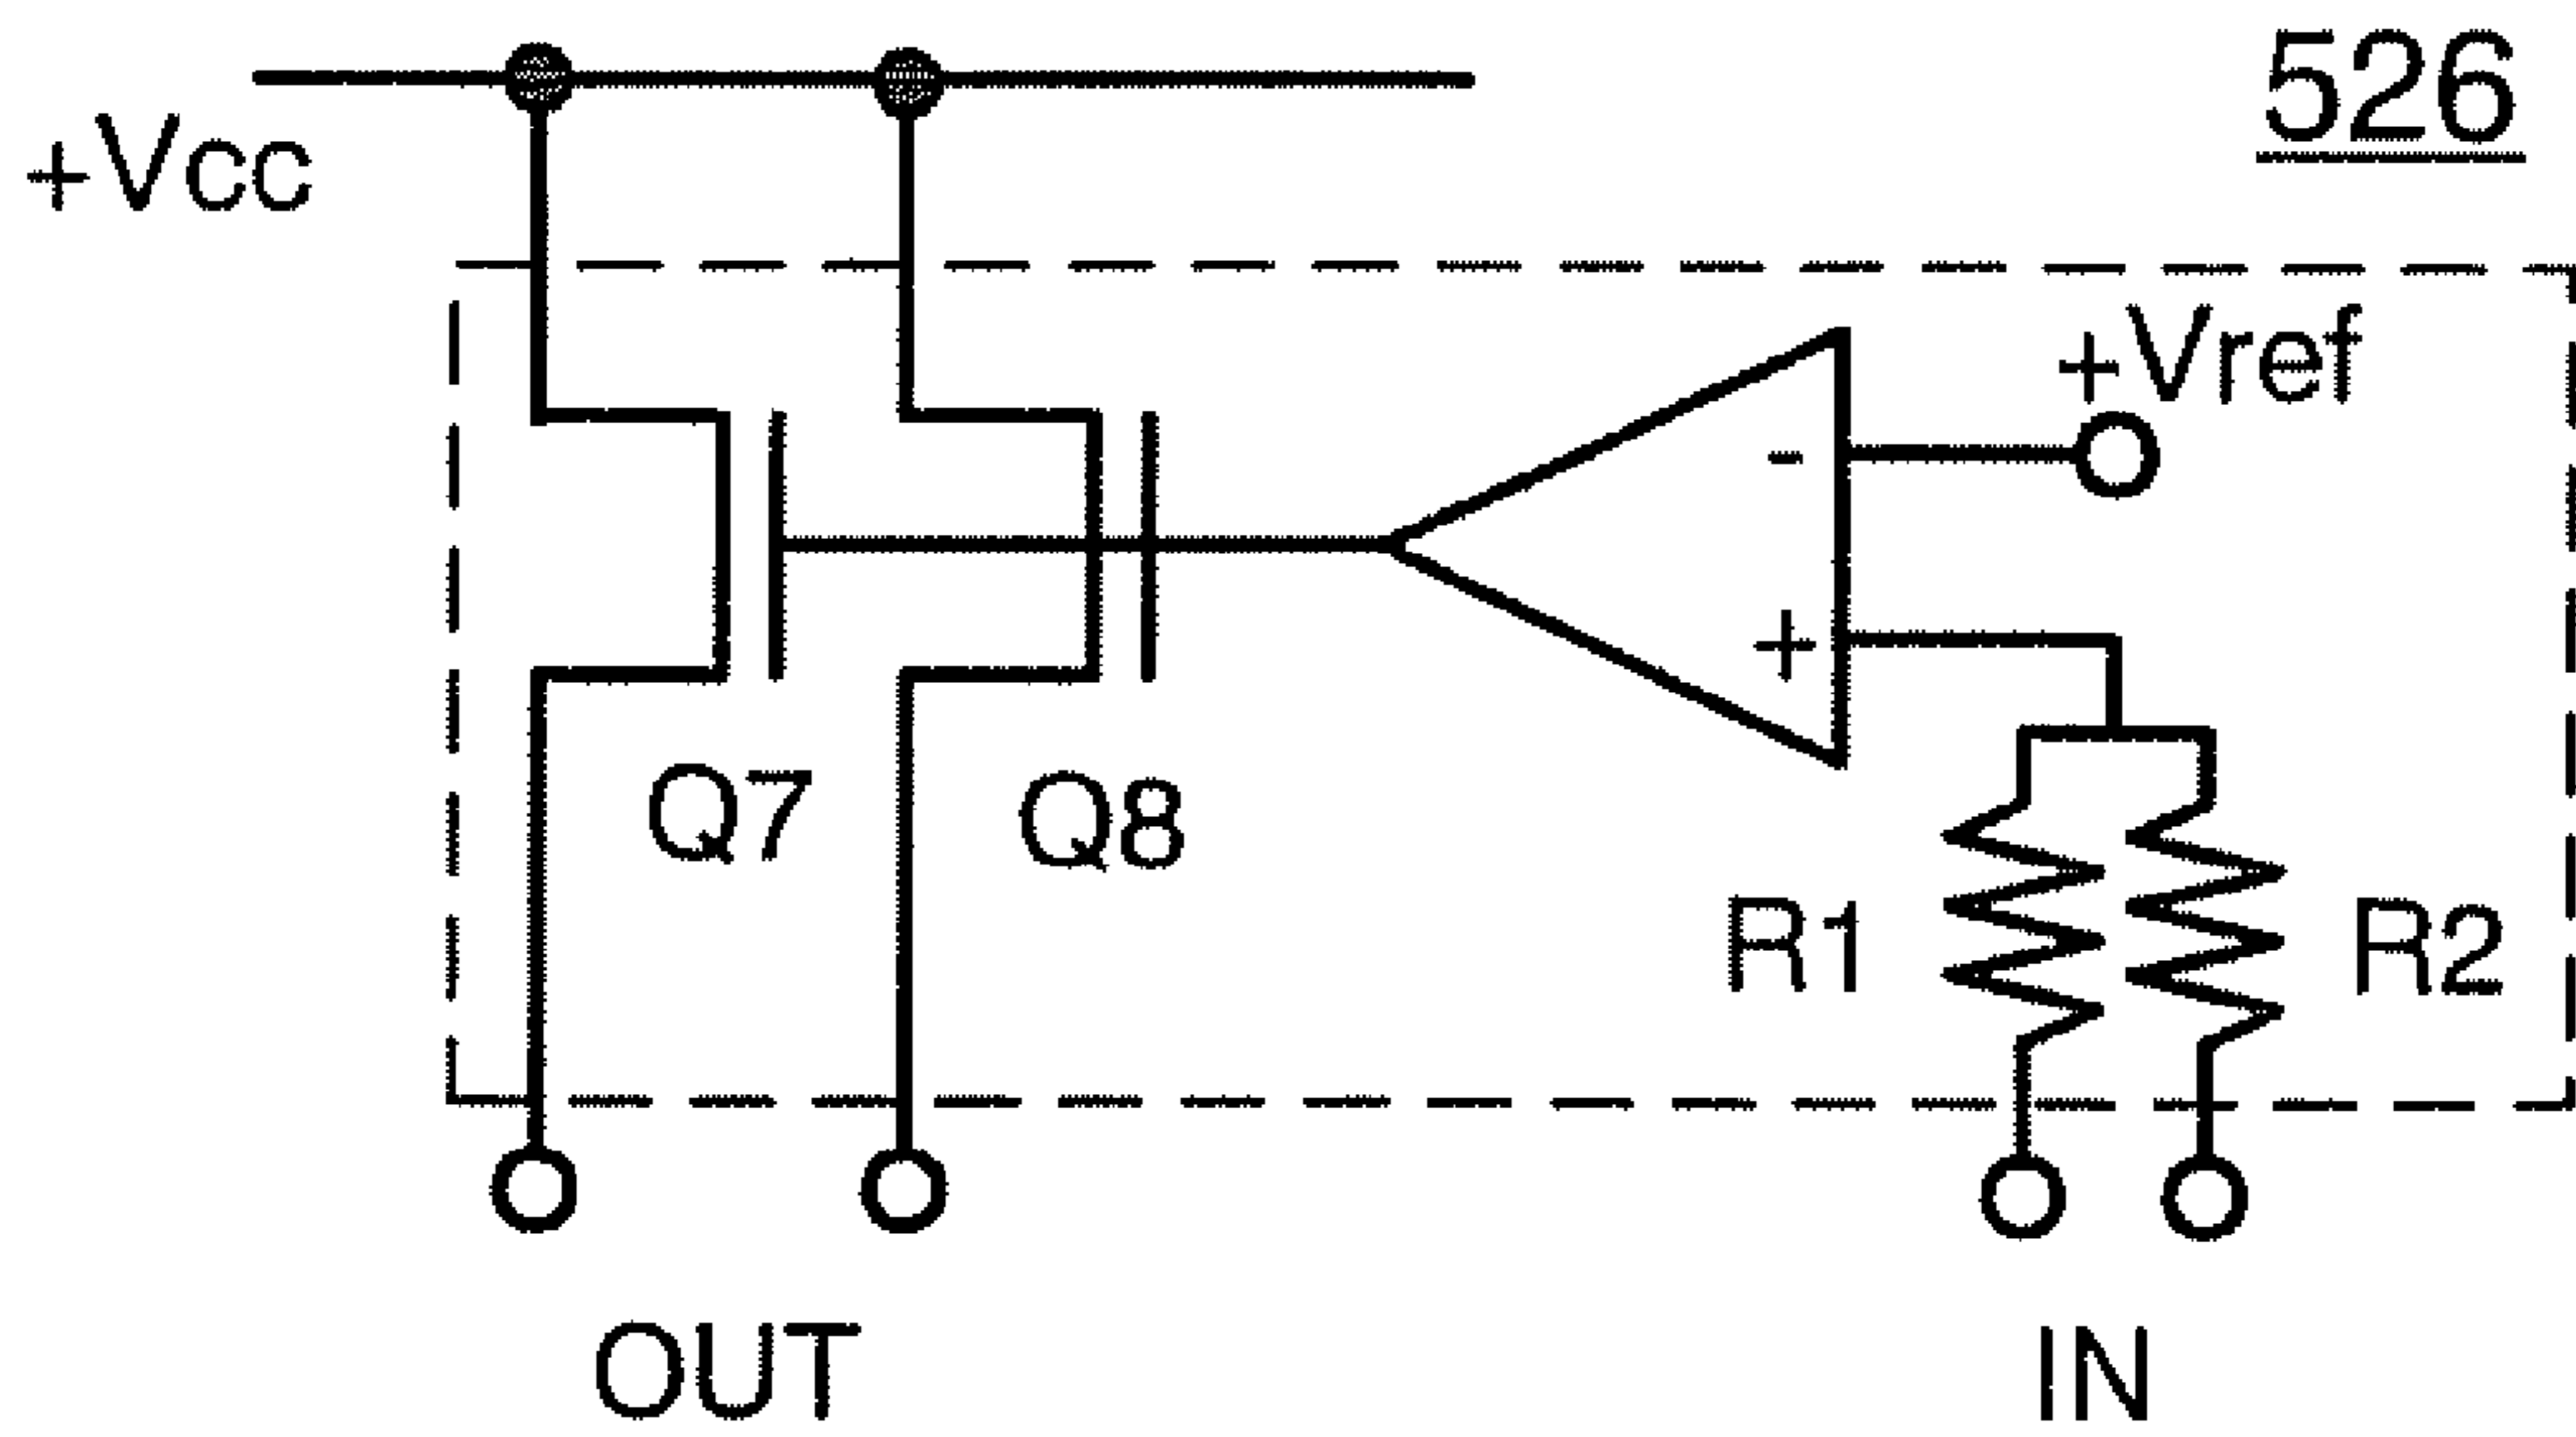 526
+Vcc
+Vref
-
+
Q7
Q8
R1
R2
OUT
IN